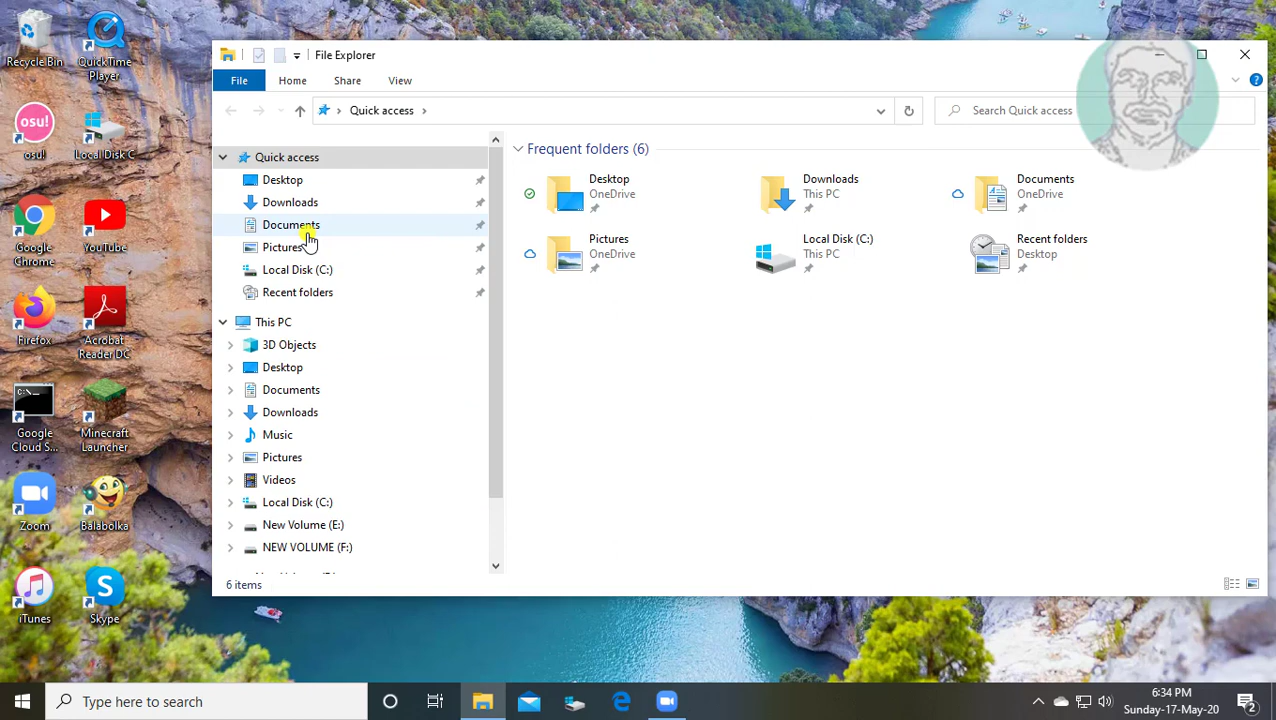 Recycle Bin
QuickTime Player
osu!
osu!
Local Disk C
Google Chrome
YouTube
Firefox
Acrobat Reader DC
Google Cloud S...
Minecraft Launcher
Zoom
Balabolka
iTunes
Skype
File Explorer
File Home Share View
Quick access
Search Quick access
Quick access
Desktop
Downloads
Documents
Pictures
Local Disk (C:)
Recent folders
This PC
3D Objects
Desktop
Documents
Downloads
Music
Pictures
Videos
Local Disk (C:)
New Volume (E:)
NEW VOLUME (F:)
Frequent folders (6)
Desktop
OneDrive
Downloads
This PC
Documents
OneDrive
Pictures
OneDrive
Local Disk (C:)
This PC
Recent folders
Desktop
6 items
Type here to search
6:34 PM
Sunday-17-May-20
2